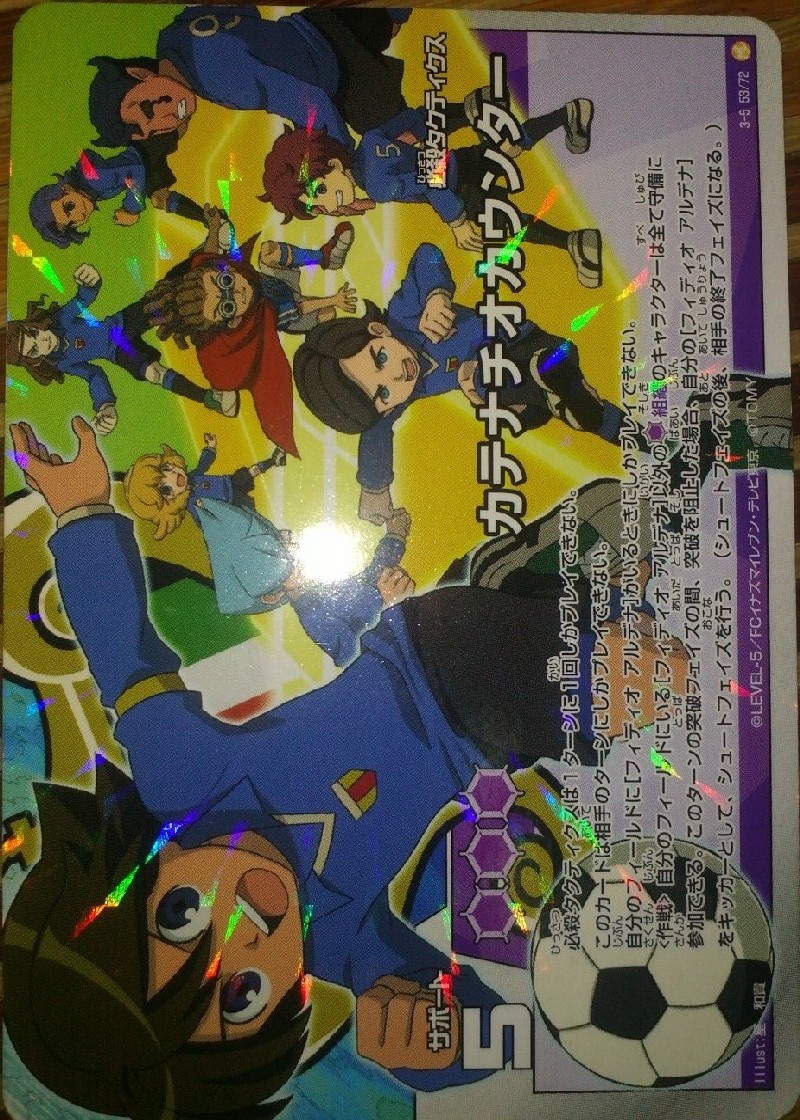 必殺タクティクス
カテナチオカウンター
サポート
5
必殺タクティクスは1ターンに1回しかプレイできない。
このカードは相手のターンにしかプレイできない。
自分のフィールドに[フィディオ アルデナ]がいるときにしかプレイできない。
〈作戦〉自分のフィールドにいる[フィディオ アルデナ]以外の組織のキャラクターは全て守備に
参加できる。このターンの突破フェイズの間、突破を阻止した場合、自分の[フィディオ アルデナ]
をキッカーとして、シュートフェイズを行う。(シュートフェイズの後、相手の終了フェイズになる。)
Illust:星 和貴
©LEVEL-5/FCイナズマイレブン・テレビ東京 ©TOMY
3-5 53/72
5